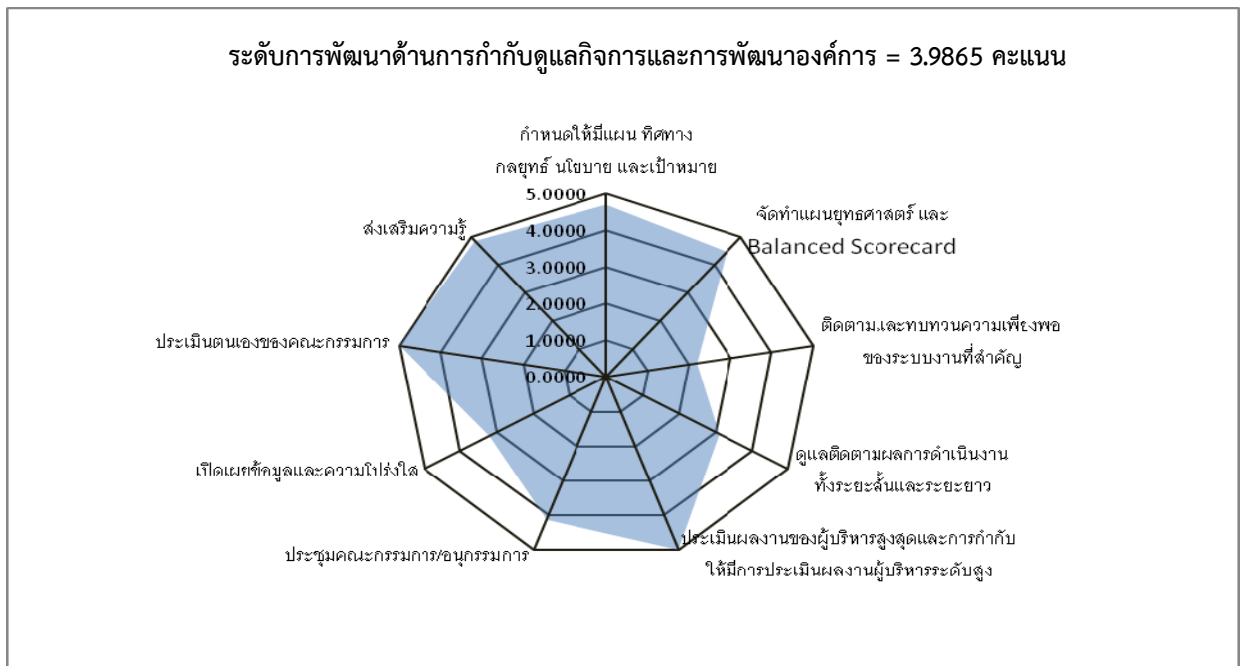 ระดับการพัฒนาด้านการกำกับดูแลกิจการและการพัฒนาองค์การ = 3.9865 คะแนน
กำหนดให้มีแผน ทิศทาง
กลยุทธ์ นโยบาย และเป้าหมาย
5.0000
4.0000
3.0000
2.0000
1.0000
0.0000
จัดทำแผนยุทธศาสตร์ และ
Balanced Scorecard
ติดตามและทบทวนความเพียงพอ
ของระบบงานที่สำคัญ
ดูแลติดตามผลการดำเนินงาน
ทั้งระยะสั้นและระยะยาว
ประเมินผลงานของผู้บริหารสูงสุดและการกำกับ
ให้มีการประเมินผลงานผู้บริหารระดับสูง
ประชุมคณะกรรมการ/อนุกรรมการ
เปิดเผยข้อมูลและความโปร่งใส
ประเมินตนเองของคณะกรรมการ
ส่งเสริมความรู้